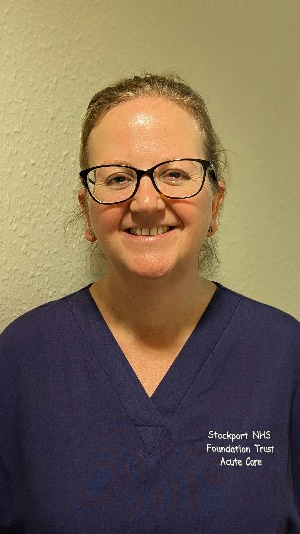 Stockport NHS
Foundation Trust
Acute Care